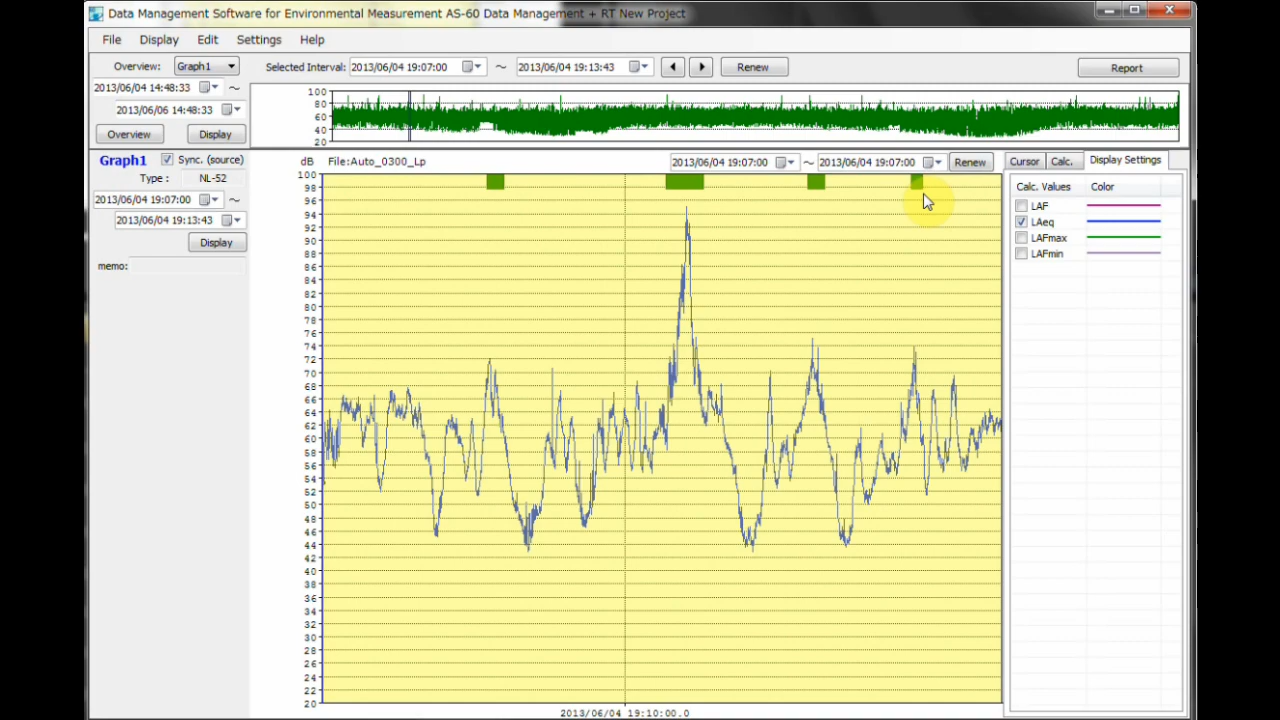 Data Management Software for Environmental Measurement AS-60 Data Management + RT New Project
File Display Edit Settings Help
Overview: Graph1 Selected Interval: 2013/06/04 19:07:00 ～ 2013/06/04 19:13:43 Renew Report
2013/06/04 14:48:33 ～
2013/06/06 14:48:33
Overview Display
100
80
60
40
20
Graph1 Sync. (source)
Type : NL-52
2013/06/04 19:07:00 ～
2013/06/04 19:13:43
Display
memo:
dB File:Auto_0300_Lp 2013/06/04 19:07:00 ～ 2013/06/04 19:07:00 Renew
100
98
96
94
92
90
88
86
84
82
80
78
76
74
72
70
68
66
64
62
60
58
56
54
52
50
48
46
44
42
40
38
36
34
32
30
28
26
24
22
20
2013/06/04 19:10:00.0
Cursor Calc. Display Settings
Calc. Values Color
LAF
LAeq
LAFmax
LAFmin